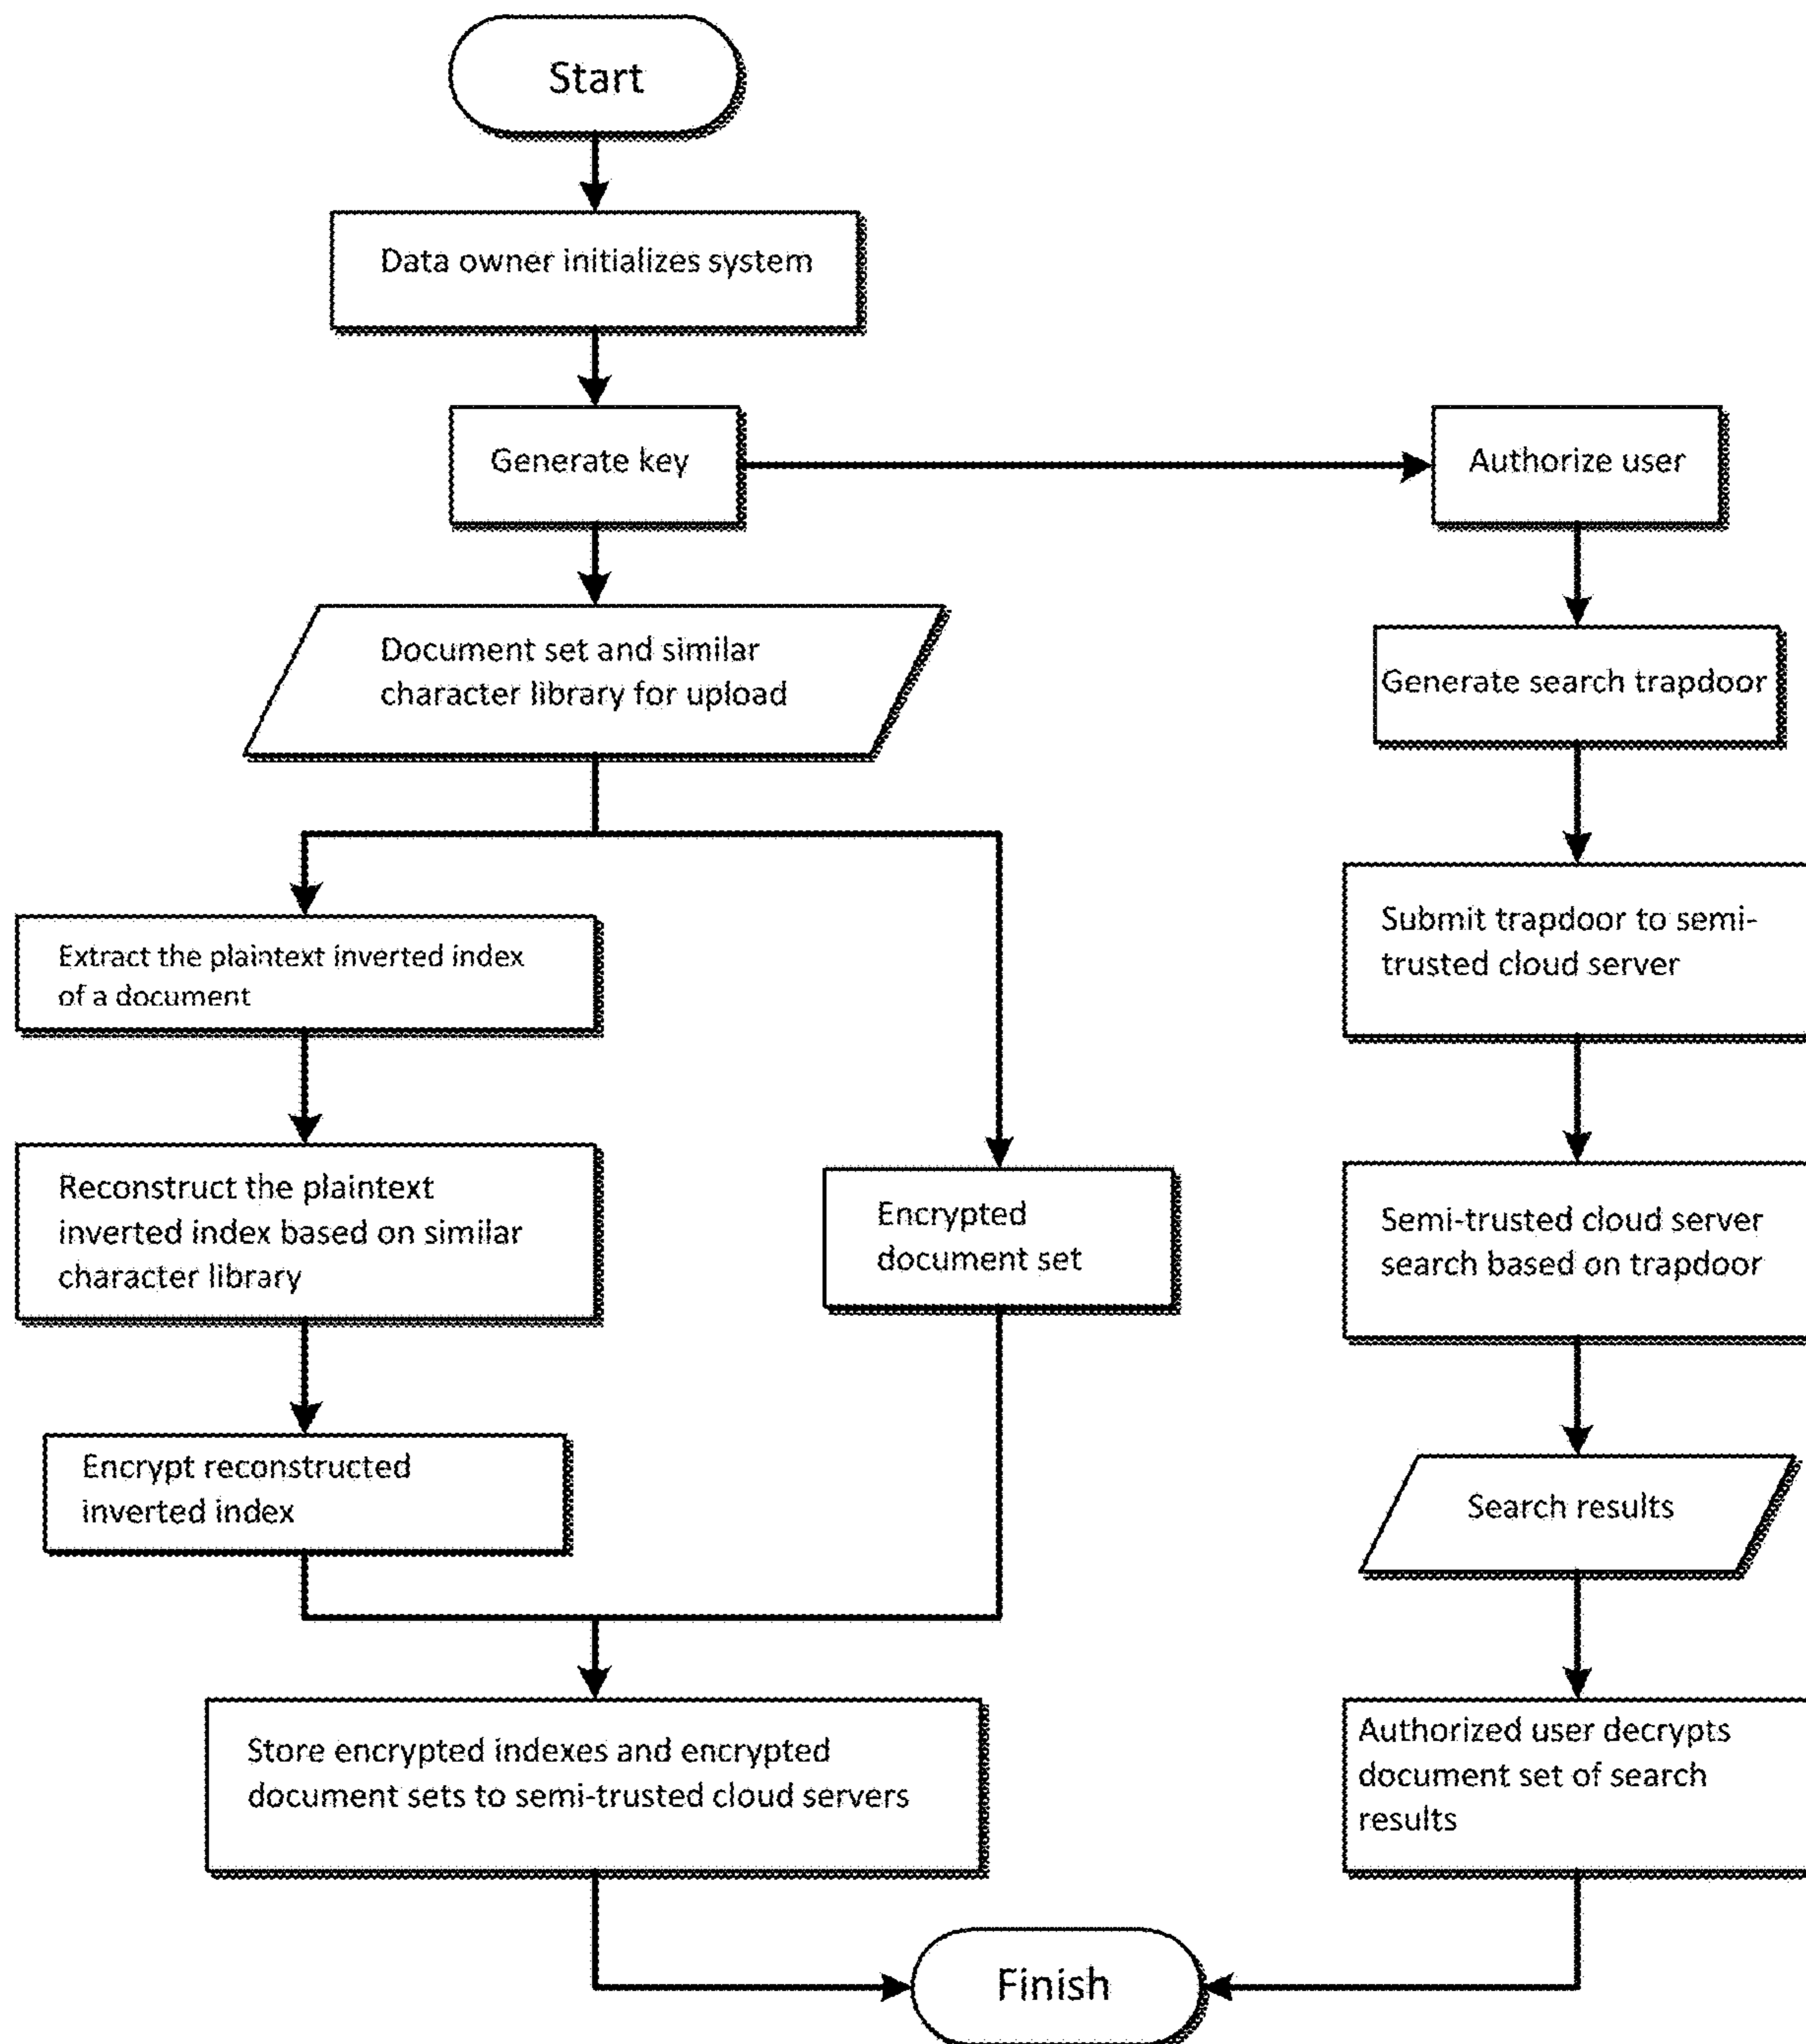 Start
Data owner initializes system
Generate key
Authorize user
Document set and similar
character library for upload
Generate search trapdoor
Extract the plaintext inverted index
of a document
Submit trapdoor to semi-
trusted cloud server
Reconstruct the plaintext
inverted index based on similar
character library
Encrypted
document set
Semi-trusted cloud server
search based on trapdoor
Encrypt reconstructed
inverted index
Search results
Store encrypted indexes and encrypted
document sets to semi-trusted cloud servers
Authorized user decrypts
document set of search
results
Finish